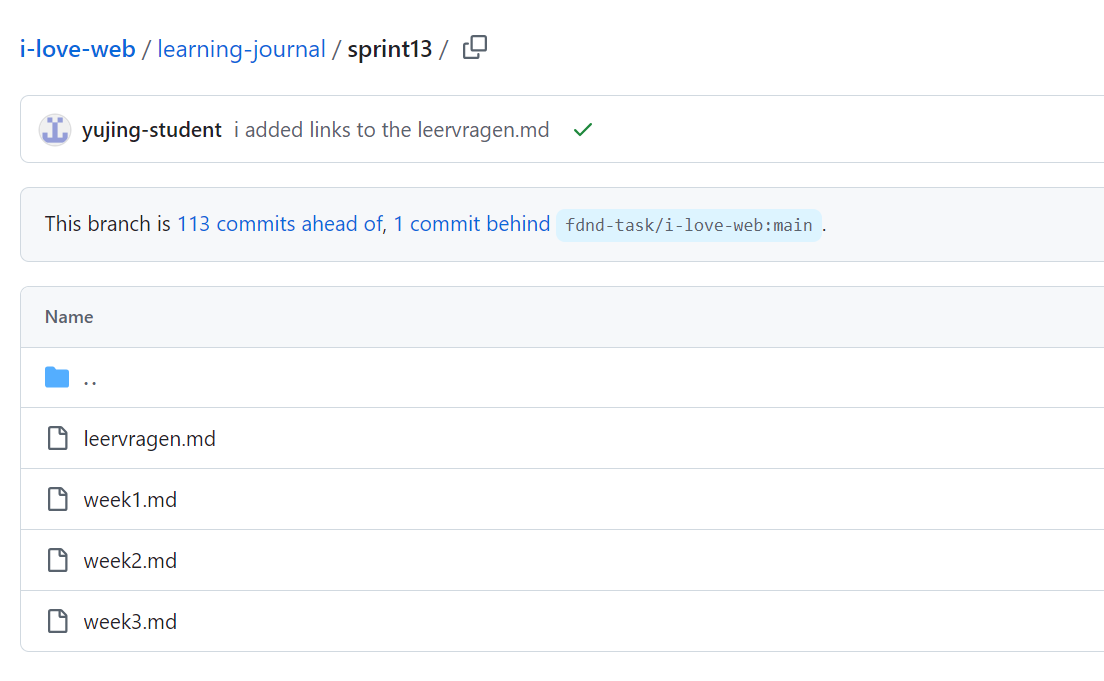 i-love-web / learning-journal / sprint13 /
yujing-student i added links to the leervragen.md
This branch is 113 commits ahead of, 1 commit behind fdnd-task/i-love-web:main .
Name
..
leervragen.md
week1.md
week2.md
week3.md